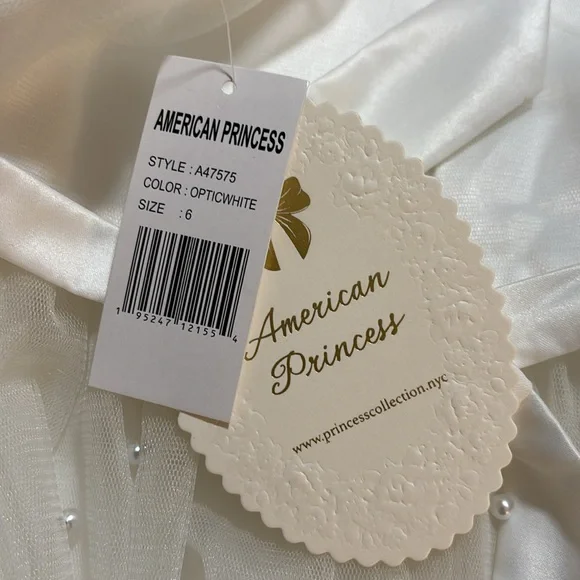 AMERICAN PRINCESS
STYLE : A47575
COLOR : OPTICWHITE
SIZE : 6
1 95247 12155 4
American
Princess
www.princesscollection.nyc